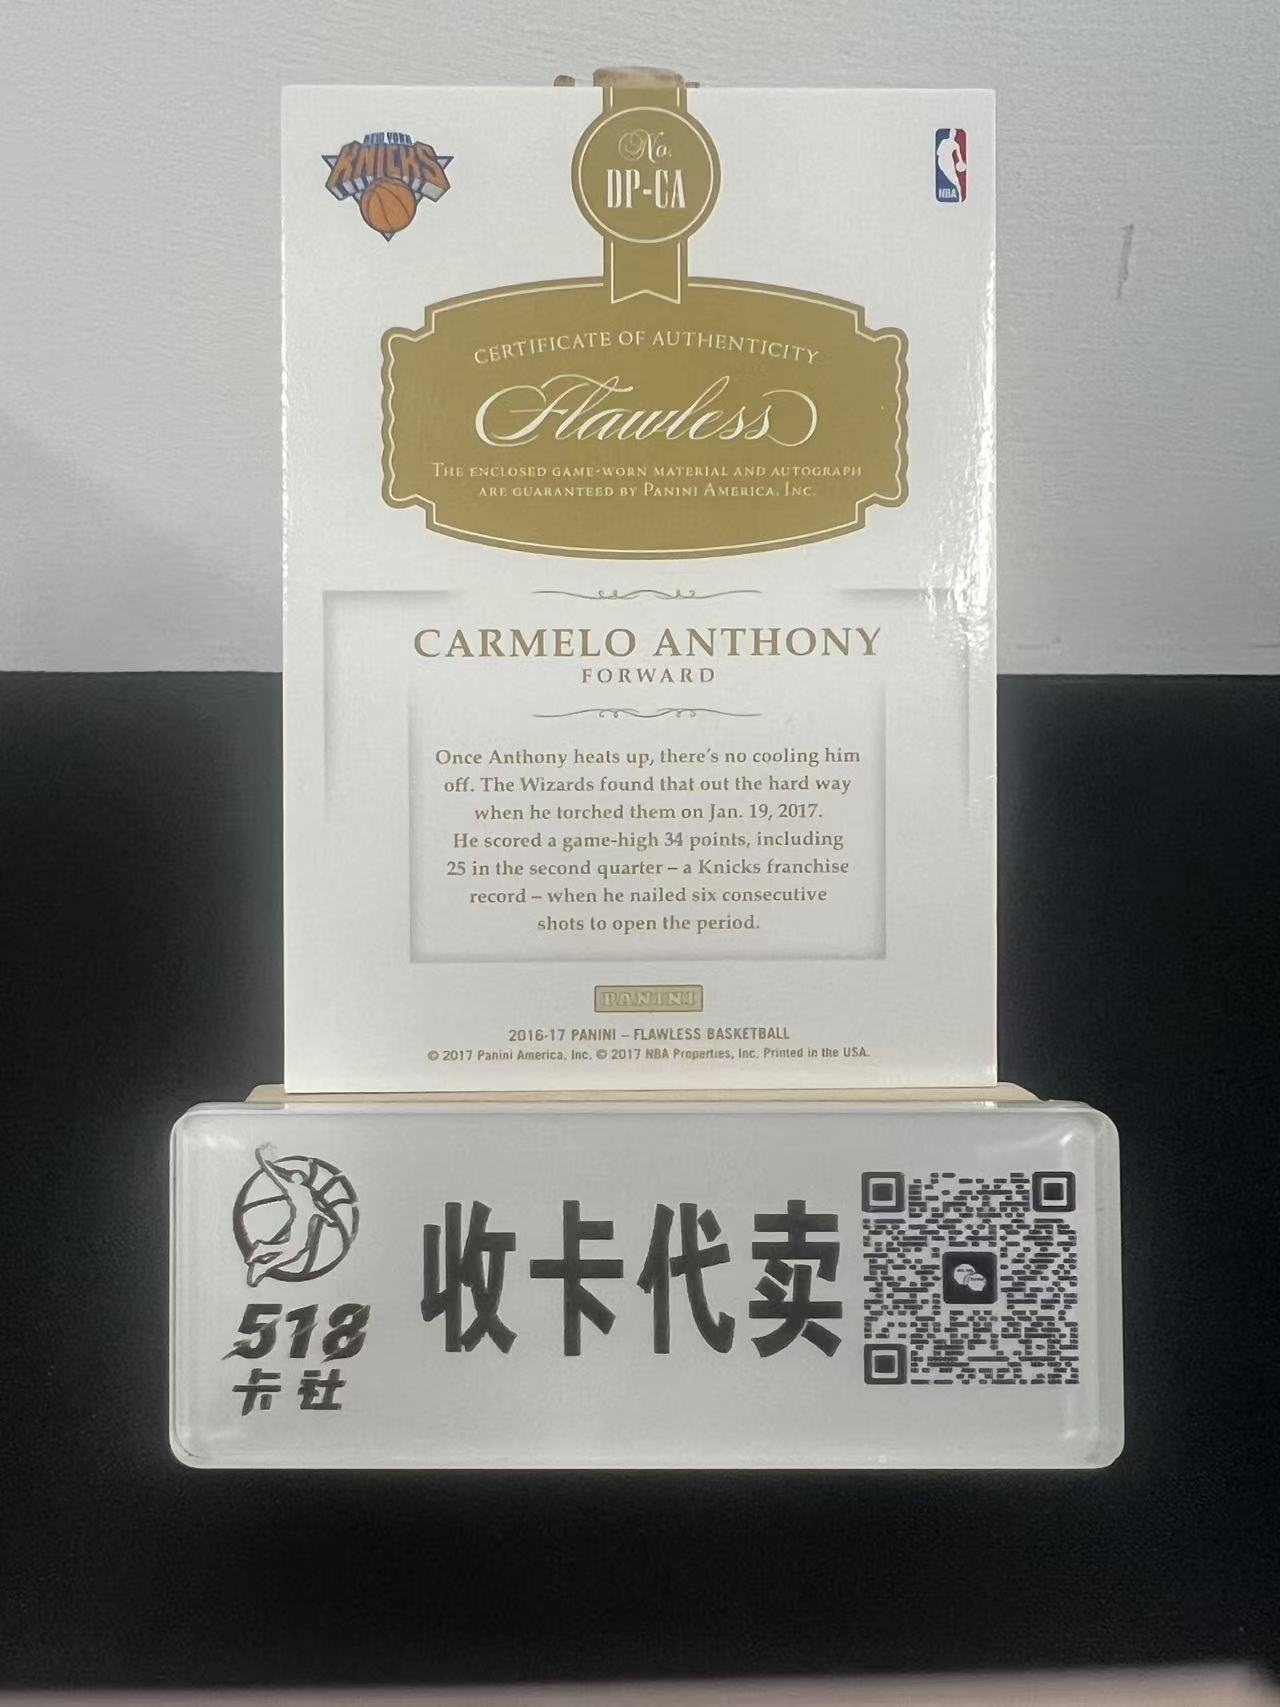 NEW YORK
KNICKS
No.
DP-CA
NBA
CERTIFICATE OF AUTHENTICITY
Flawless
THE ENCLOSED GAME-WORN MATERIAL AND AUTOGRAPH
ARE GUARANTEED BY PANINI AMERICA, INC.
CARMELO ANTHONY
FORWARD
Once Anthony heats up, there's no cooling him
off. The Wizards found that out the hard way
when he torched them on Jan. 19, 2017.
He scored a game-high 34 points, including
25 in the second quarter – a Knicks franchise
record – when he nailed six consecutive
shots to open the period.
PANINI
2016-17 PANINI – FLAWLESS BASKETBALL
© 2017 Panini America, Inc. © 2017 NBA Properties, Inc. Printed in the USA.
518
卡社
收卡代卖